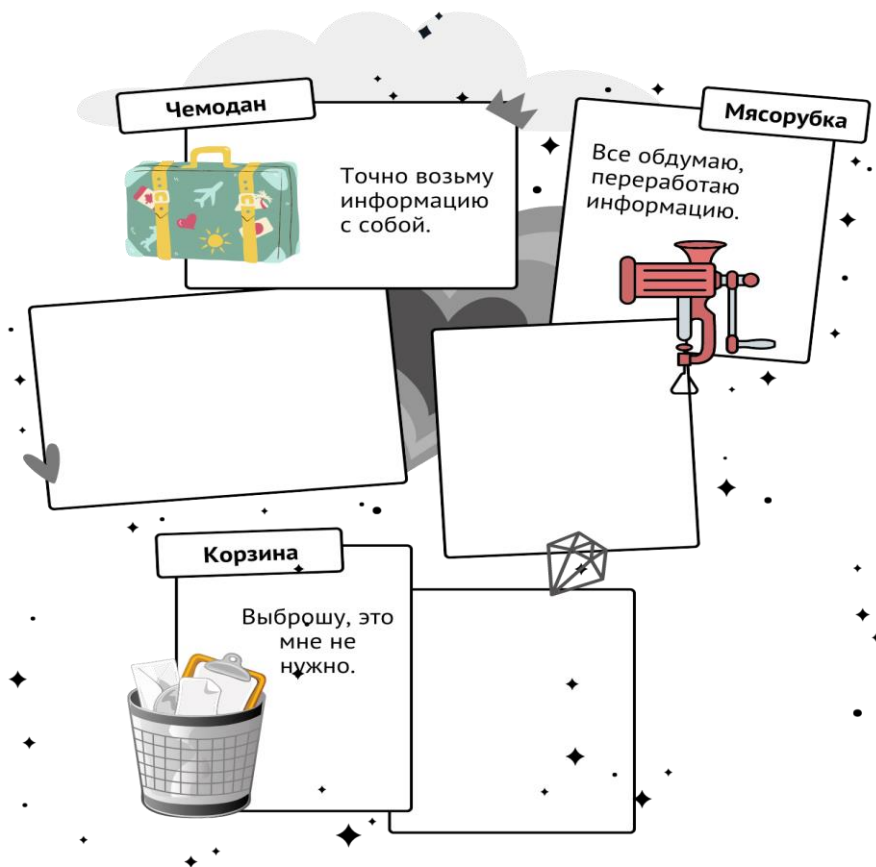 Чемодан
Точно возьму
информацию
с собой.
Мясорубка
Все обдумаю,
переработаю
информацию.
Корзина
Выброшу, это
мне не
нужно.